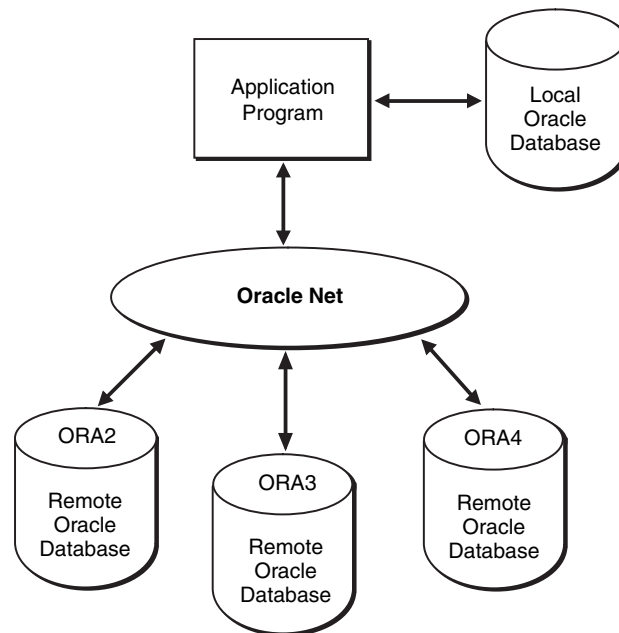 Application
Program
Local
Oracle
Database
Oracle Net
ORA2
Remote
Oracle
Database
ORA3
Remote
Oracle
Database
ORA4
Remote
Oracle
Database